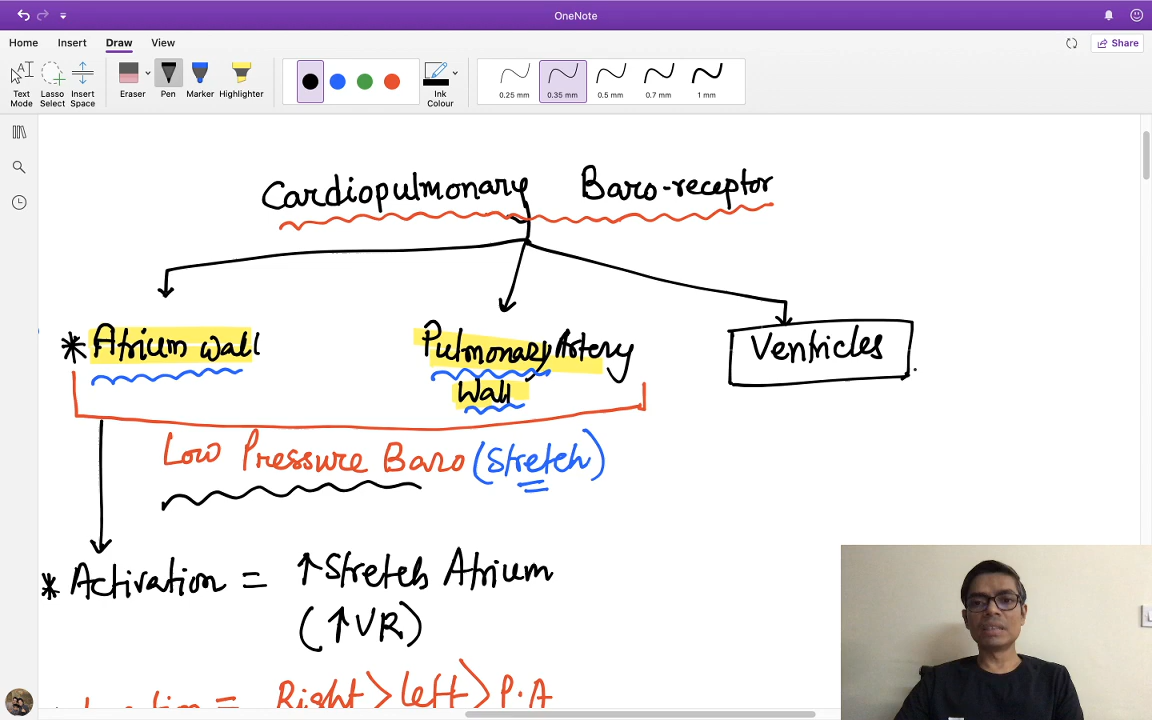 OneNote
Home Insert Draw View
Share
Text Mode
Lasso Select
Insert Space
Eraser
Pen
Marker
Highlighter
Ink Colour
0.25 mm
0.35 mm
0.5 mm
0.7 mm
1 mm
Cardiopulmonary Baro-receptor
* Atrium wall
Pulmonary Artery
Wall
Ventricles
Low Pressure Baro (Stretch)
* Activation = ↑Stretch Atrium
(↑VR)
= Right > left > P.A